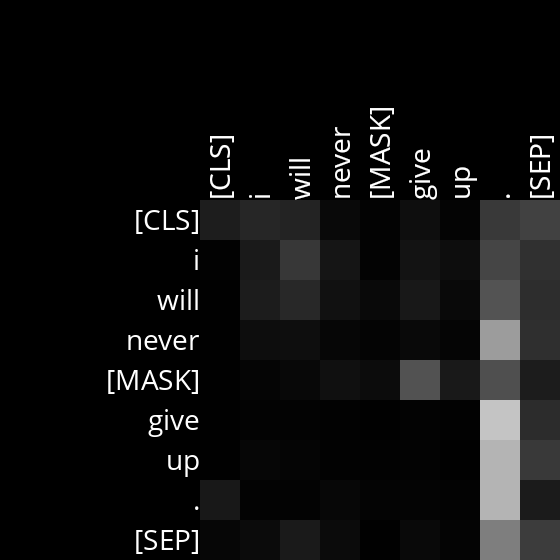 [CLS] i will never [MASK] give up . [SEP]
[CLS]
i
will
never
[MASK]
give
up
.
[SEP]